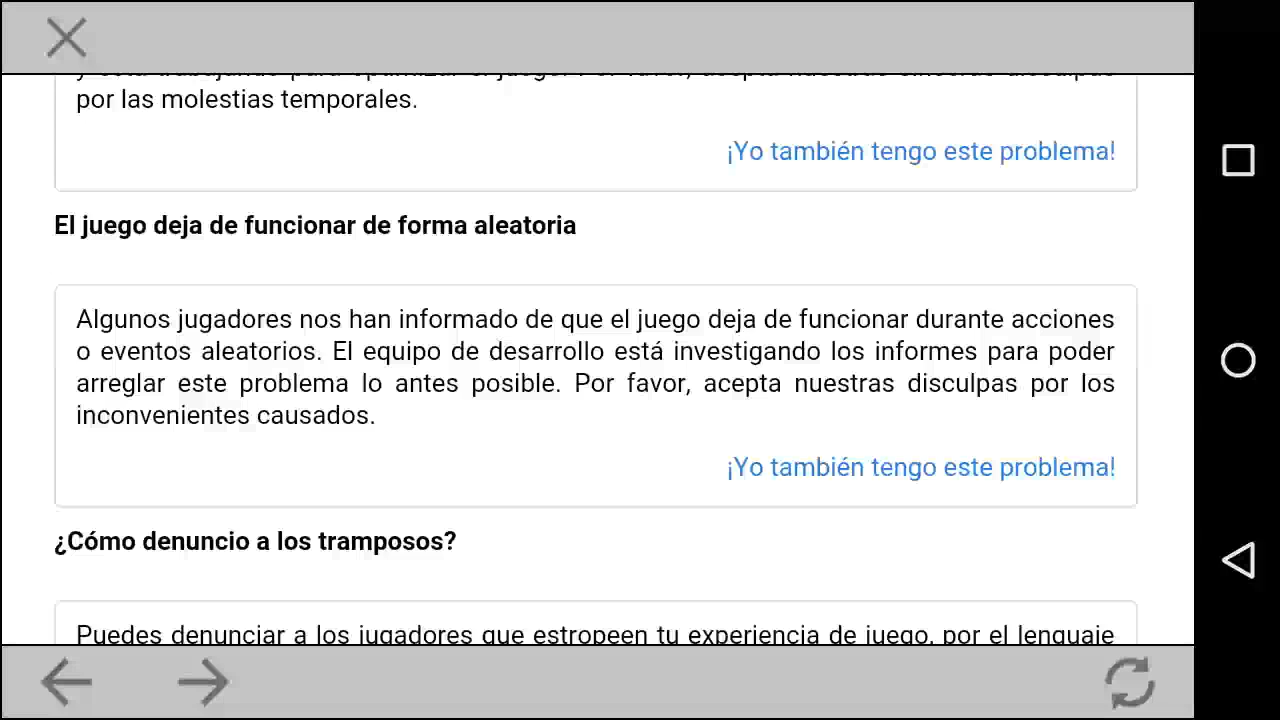 por las molestias temporales.
¡Yo también tengo este problema!
El juego deja de funcionar de forma aleatoria
Algunos jugadores nos han informado de que el juego deja de funcionar durante acciones
o eventos aleatorios. El equipo de desarrollo está investigando los informes para poder
arreglar este problema lo antes posible. Por favor, acepta nuestras disculpas por los
inconvenientes causados.
¡Yo también tengo este problema!
¿Cómo denuncio a los tramposos?
Puedes denunciar a los jugadores que estropeen tu experiencia de juego, por el lenguaje